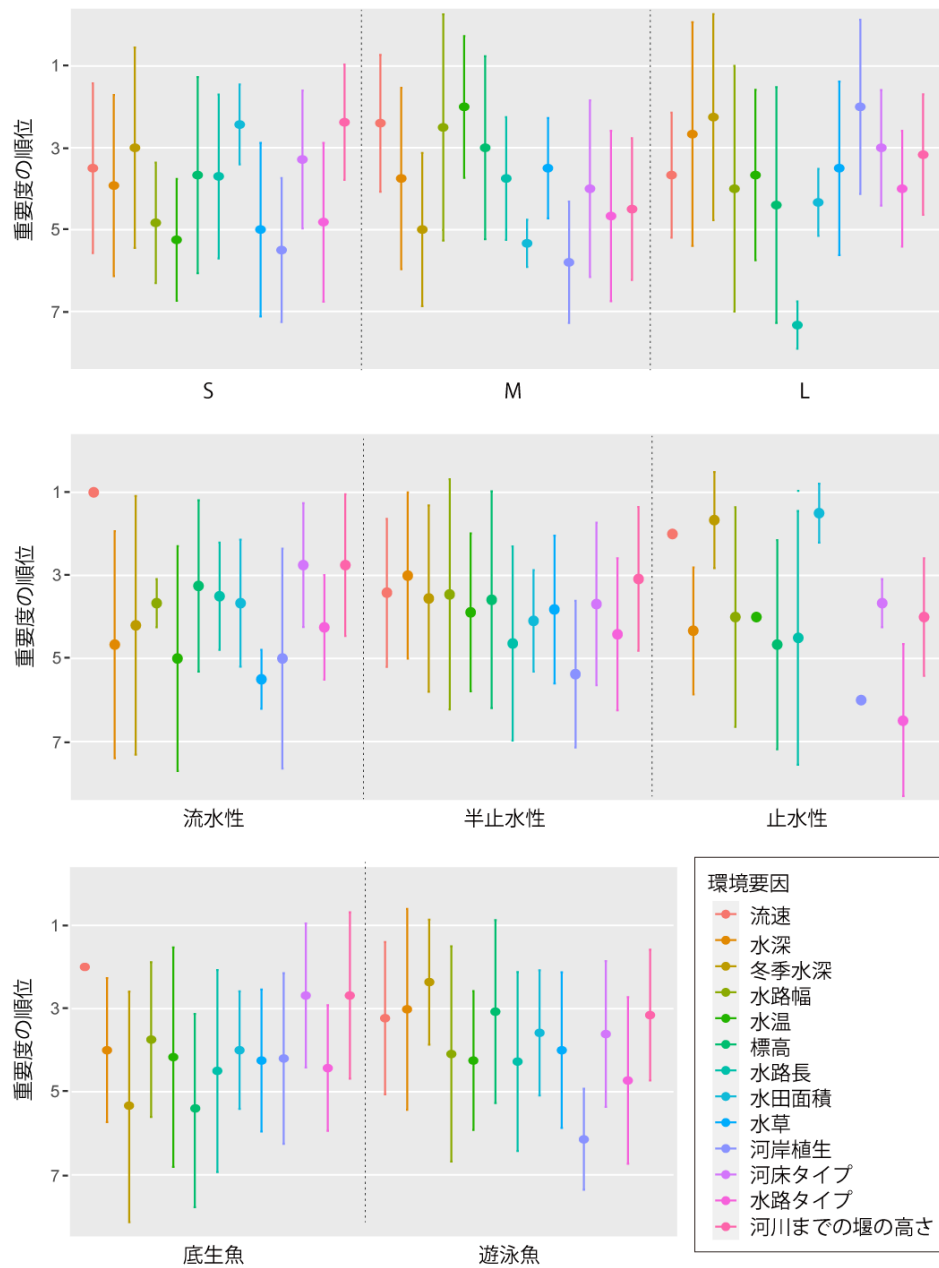 重要度の順位
1
3
5
7
S M L
重要度の順位
1
3
5
7
流水性 半止水性 止水性
重要度の順位
1
3
5
7
底生魚 遊泳魚
環境要因
流速
水深
冬季水深
水路幅
水温
標高
水路長
水田面積
水草
河岸植生
河床タイプ
水路タイプ
河川までの堰の高さ